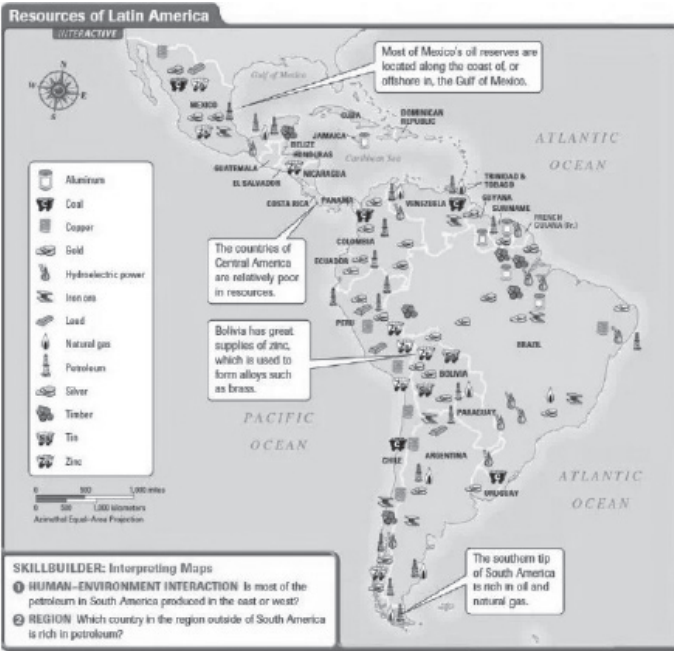 Resources of Latin America
INTERACTIVE
N
W
E
S
Gulf of Mexico
Most of Mexico's oil reserves are
located along the coast of, or
offshore in, the Gulf of Mexico.
MEXICO
CUBA
DOMINICAN
REPUBLIC
JAMAICA
BELIZE
HONDURAS
Caribbean Sea
GUATEMALA
NICARAGUA
EL SALVADOR
COSTA RICA
PANAMA
ATLANTIC
OCEAN
TRINIDAD &
TOBAGO
VENEZUELA
GUYANA
SURINAME
FRENCH
GUIANA (Fr.)
COLOMBIA
ECUADOR
The countries of
Central America
are relatively poor
in resources.
Aluminum
Coal
Copper
Gold
Hydroelectric power
Iron ore
Lead
Natural gas
Petroleum
Silver
Timber
Tin
Zinc
PERU
BRAZIL
Bolivia has great
supplies of zinc,
which is used to
form alloys such
as brass.
BOLIVIA
PARAGUAY
PACIFIC
OCEAN
CHILE
ARGENTINA
URUGUAY
ATLANTIC
OCEAN
0 500 1,000 miles
0 500 1,000 kilometers
Azimuthal Equal-Area Projection
The southern tip
of South America
is rich in oil and
natural gas.
SKILLBUILDER: Interpreting Maps
1 HUMAN–ENVIRONMENT INTERACTION Is most of the
petroleum in South America produced in the east or west?
2 REGION Which country in the region outside of South America
is rich in petroleum?